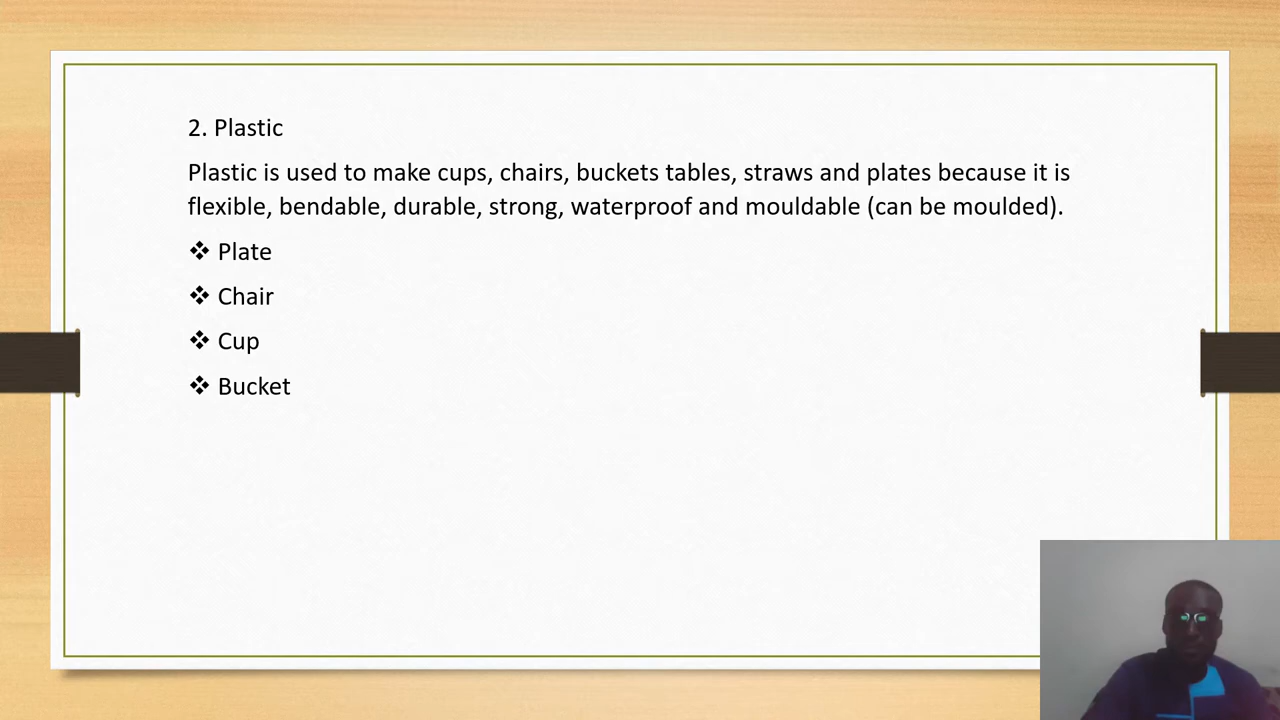 2. Plastic
Plastic is used to make cups, chairs, buckets tables, straws and plates because it is
flexible, bendable, durable, strong, waterproof and mouldable (can be moulded).
❖ Plate
❖ Chair
❖ Cup
❖ Bucket